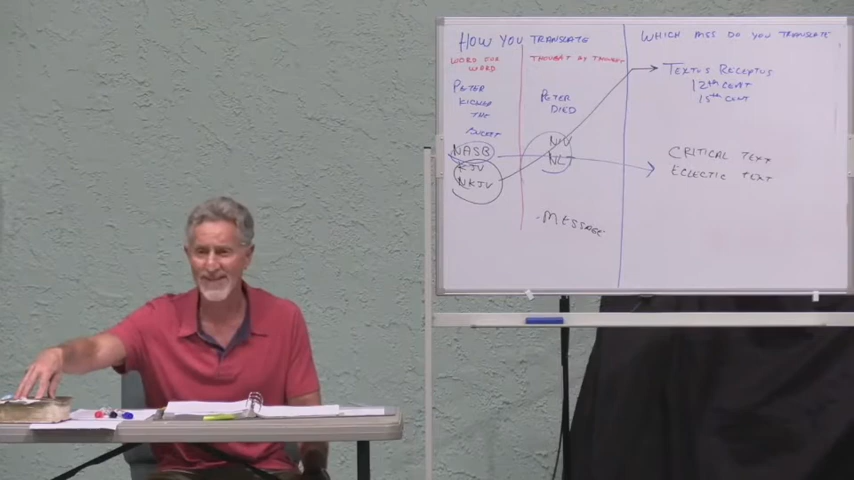 HOW YOU TRANSLATE
WORD FOR
WORD
PETER
KICKED
THE
BUCKET
NASB
KJV
NKJV
THOUGHT BY THOUGHT
PETER
DIED
NIV
NL
-MESSAGE-
WHICH MSS DO YOU TRANSLATE
TEXTUS RECEPTUS
12th CENT
15th CENT
CRITICAL TEXT
ECLECTIC TEXT